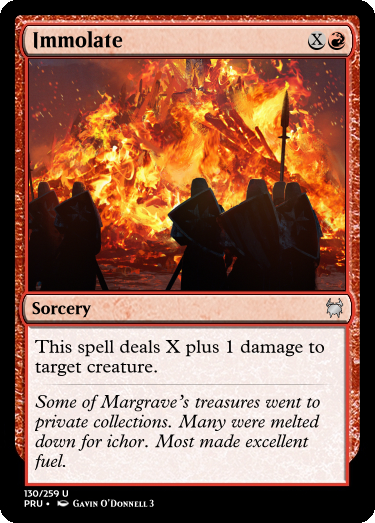 Immolate X
Sorcery
This spell deals X plus 1 damage to
target creature.
Some of Margrave's treasures went to
private collections. Many were melted
down for ichor. Most made excellent
fuel.
130/259 U
PRU • Gavin O'Donnell 3